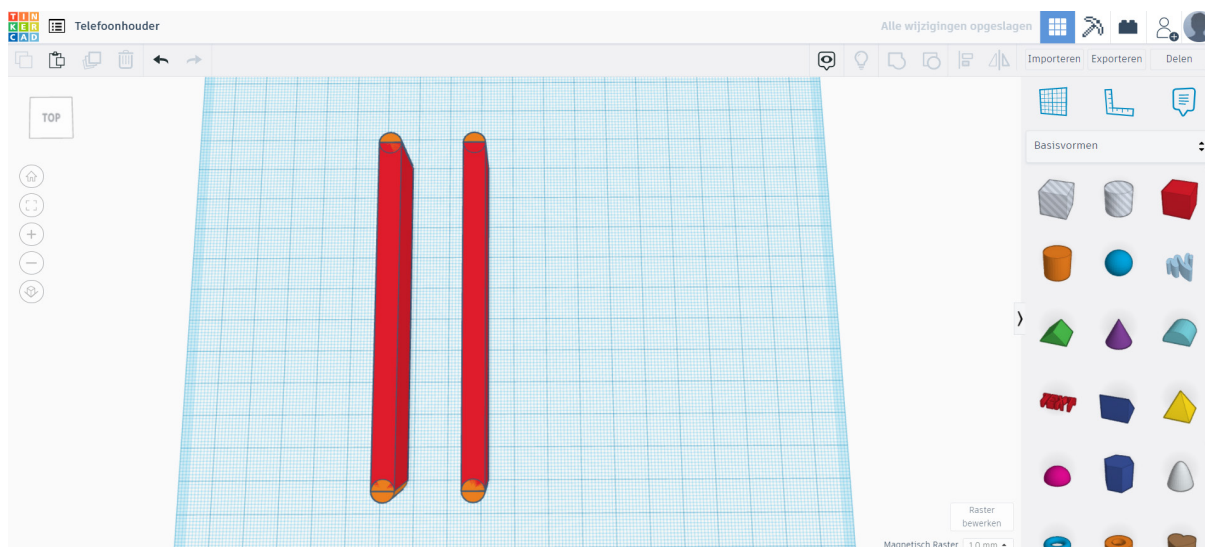 TIN
KER
CAD
Telefoonhouder
Alle wijzigingen opgeslagen
Importeren
Exporteren
Delen
TOP
Basisvormen
TEXT
Raster
bewerken
Magnetisch Raster
1.0 mm